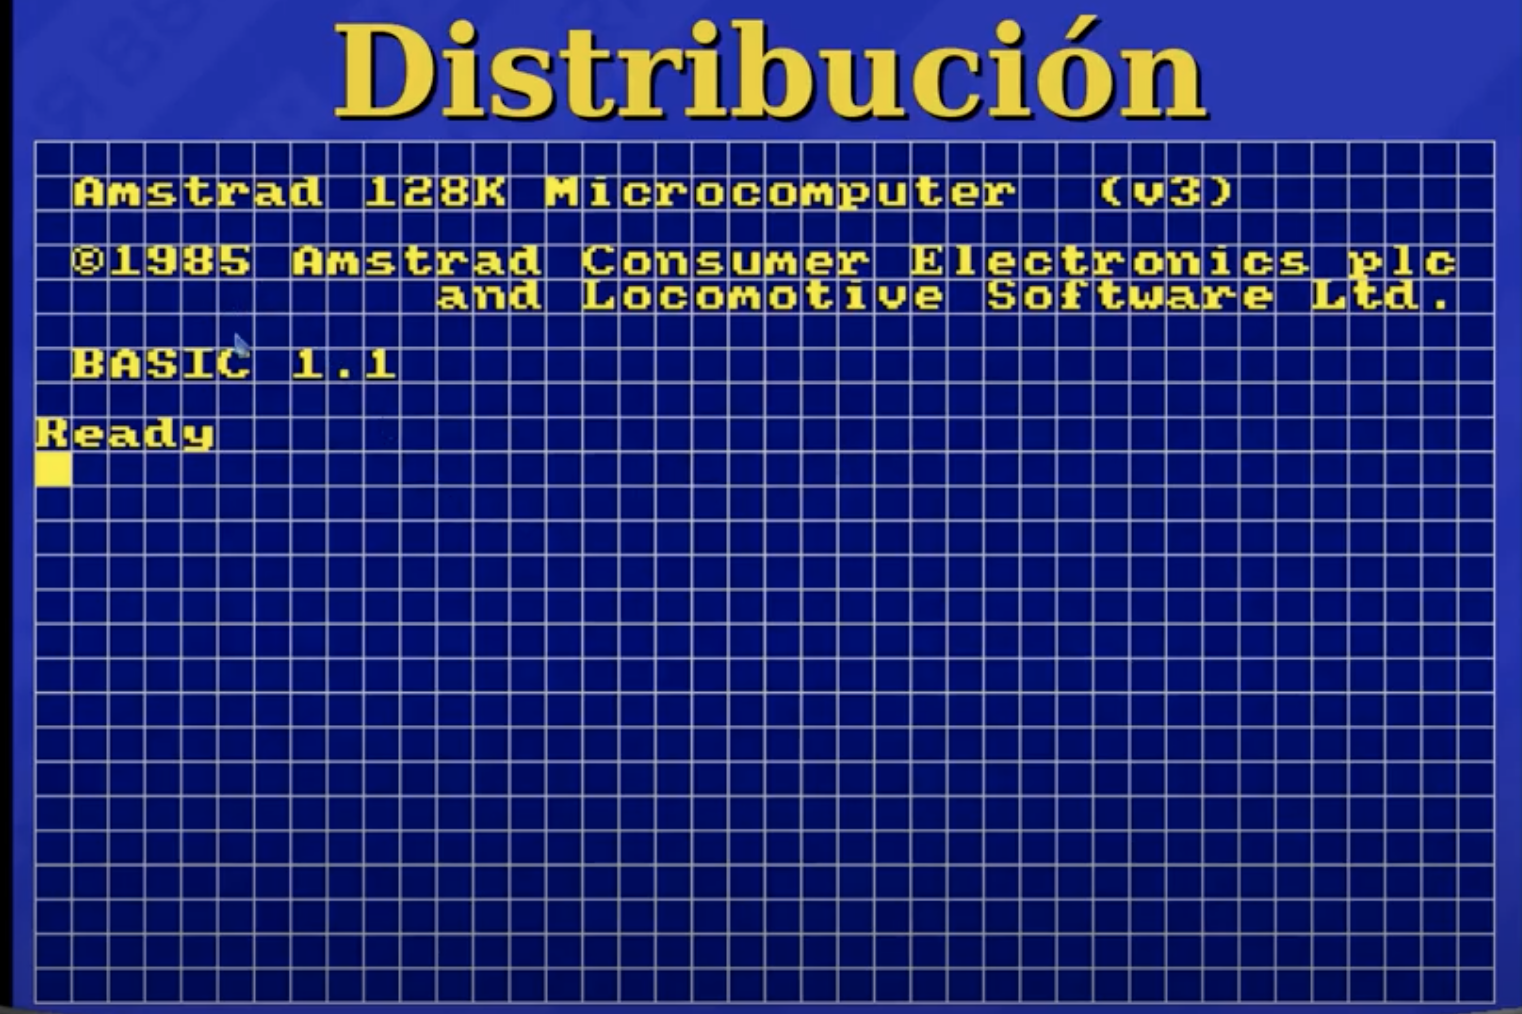 Distribución
Amstrad 128K Microcomputer (v3)
©1985 Amstrad Consumer Electronics plc
and Locomotive Software Ltd.
BASIC 1.1
Ready